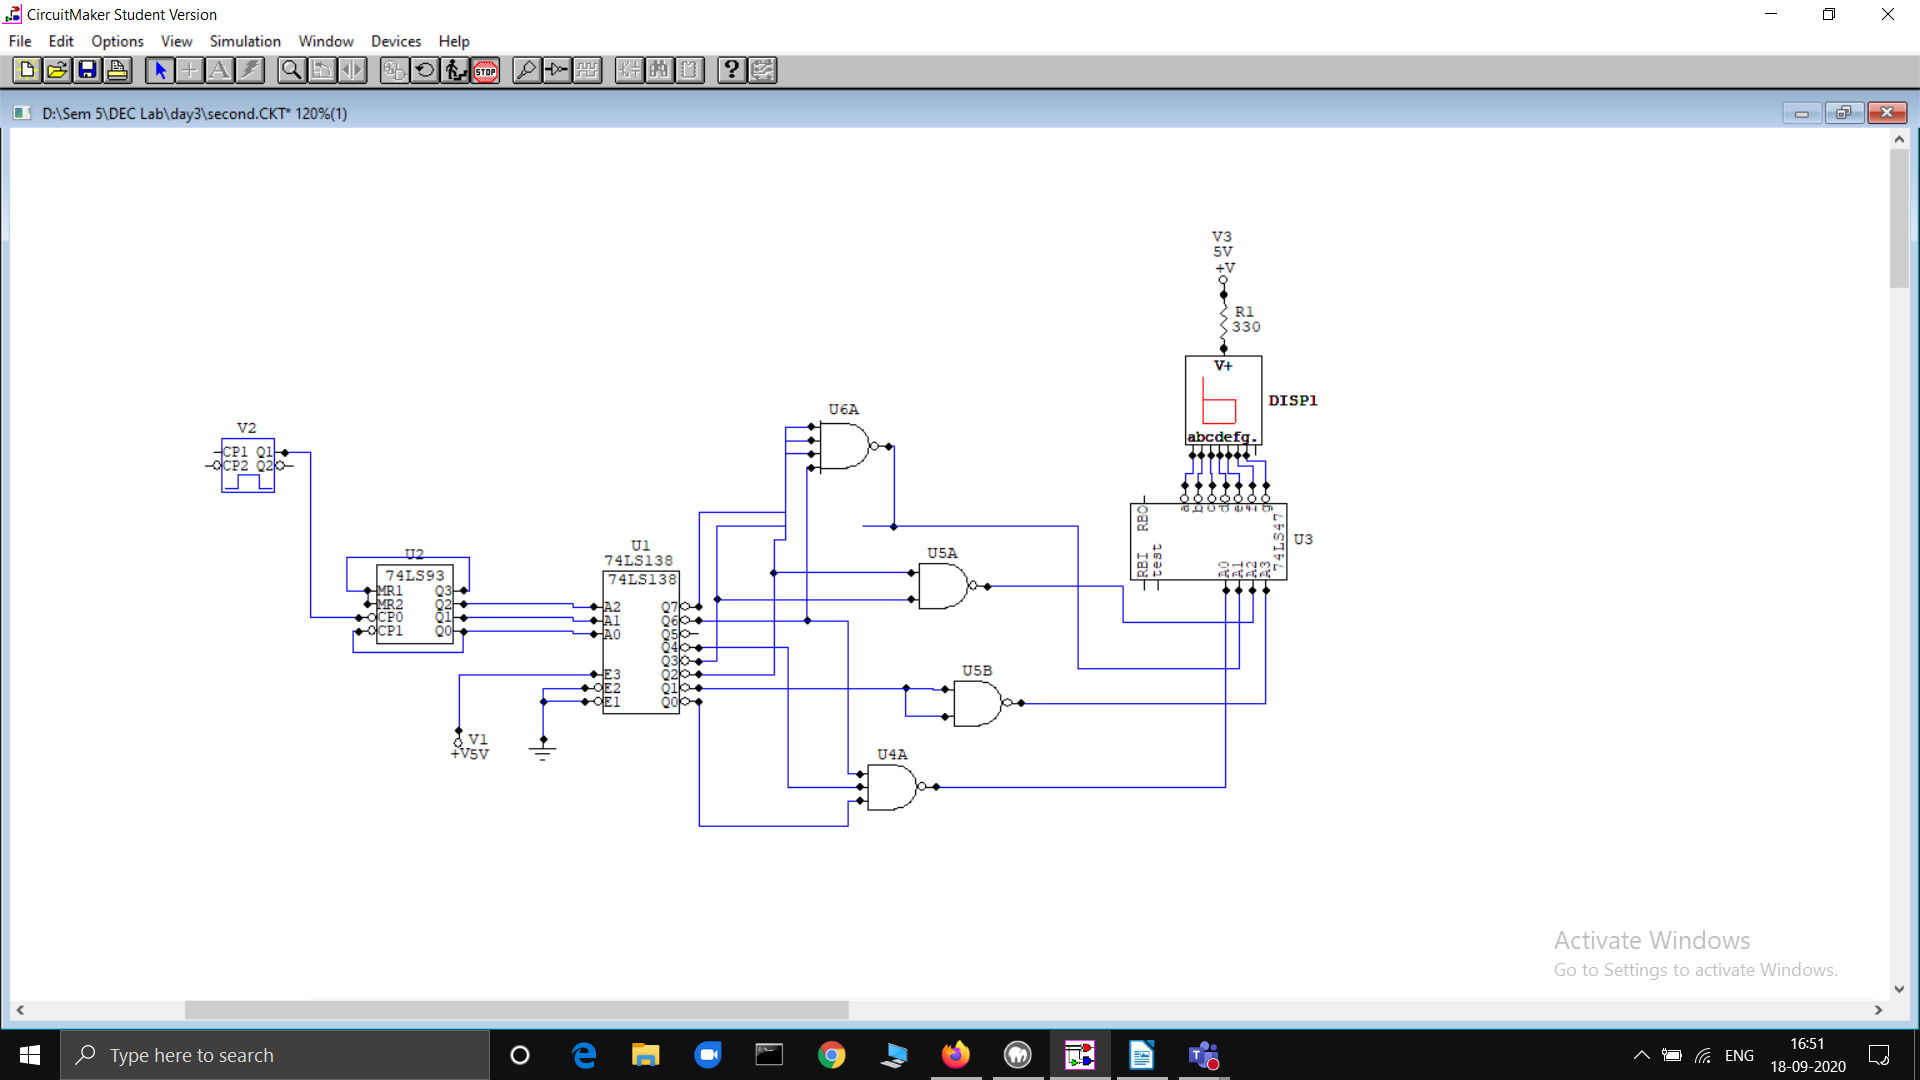 CircuitMaker Student Version
File Edit Options View Simulation Window Devices Help
STOP
D:\Sem 5\DEC Lab\day3\second.CKT* 120%(1)
V3
5V
+V
R1
330
V+
DISP1
abcdefg.
V2
CP1 Q1
CP2 Q2
U6A
U2
74LS93
MR1 Q3
MR2 Q2
CP0 Q1
CP1 Q0
U1
74LS138
74LS138
A2 Q7
A1 Q6
A0 Q5
Q4
Q3
E3 Q2
E2 Q1
E1 Q0
V1
+V5V
U5A
U5B
U4A
RBO a b c d e f g
74LS47
U3
RBI test A0 A1 A2 A3
Activate Windows
Go to Settings to activate Windows.
Type here to search
ENG
16:51
18-09-2020